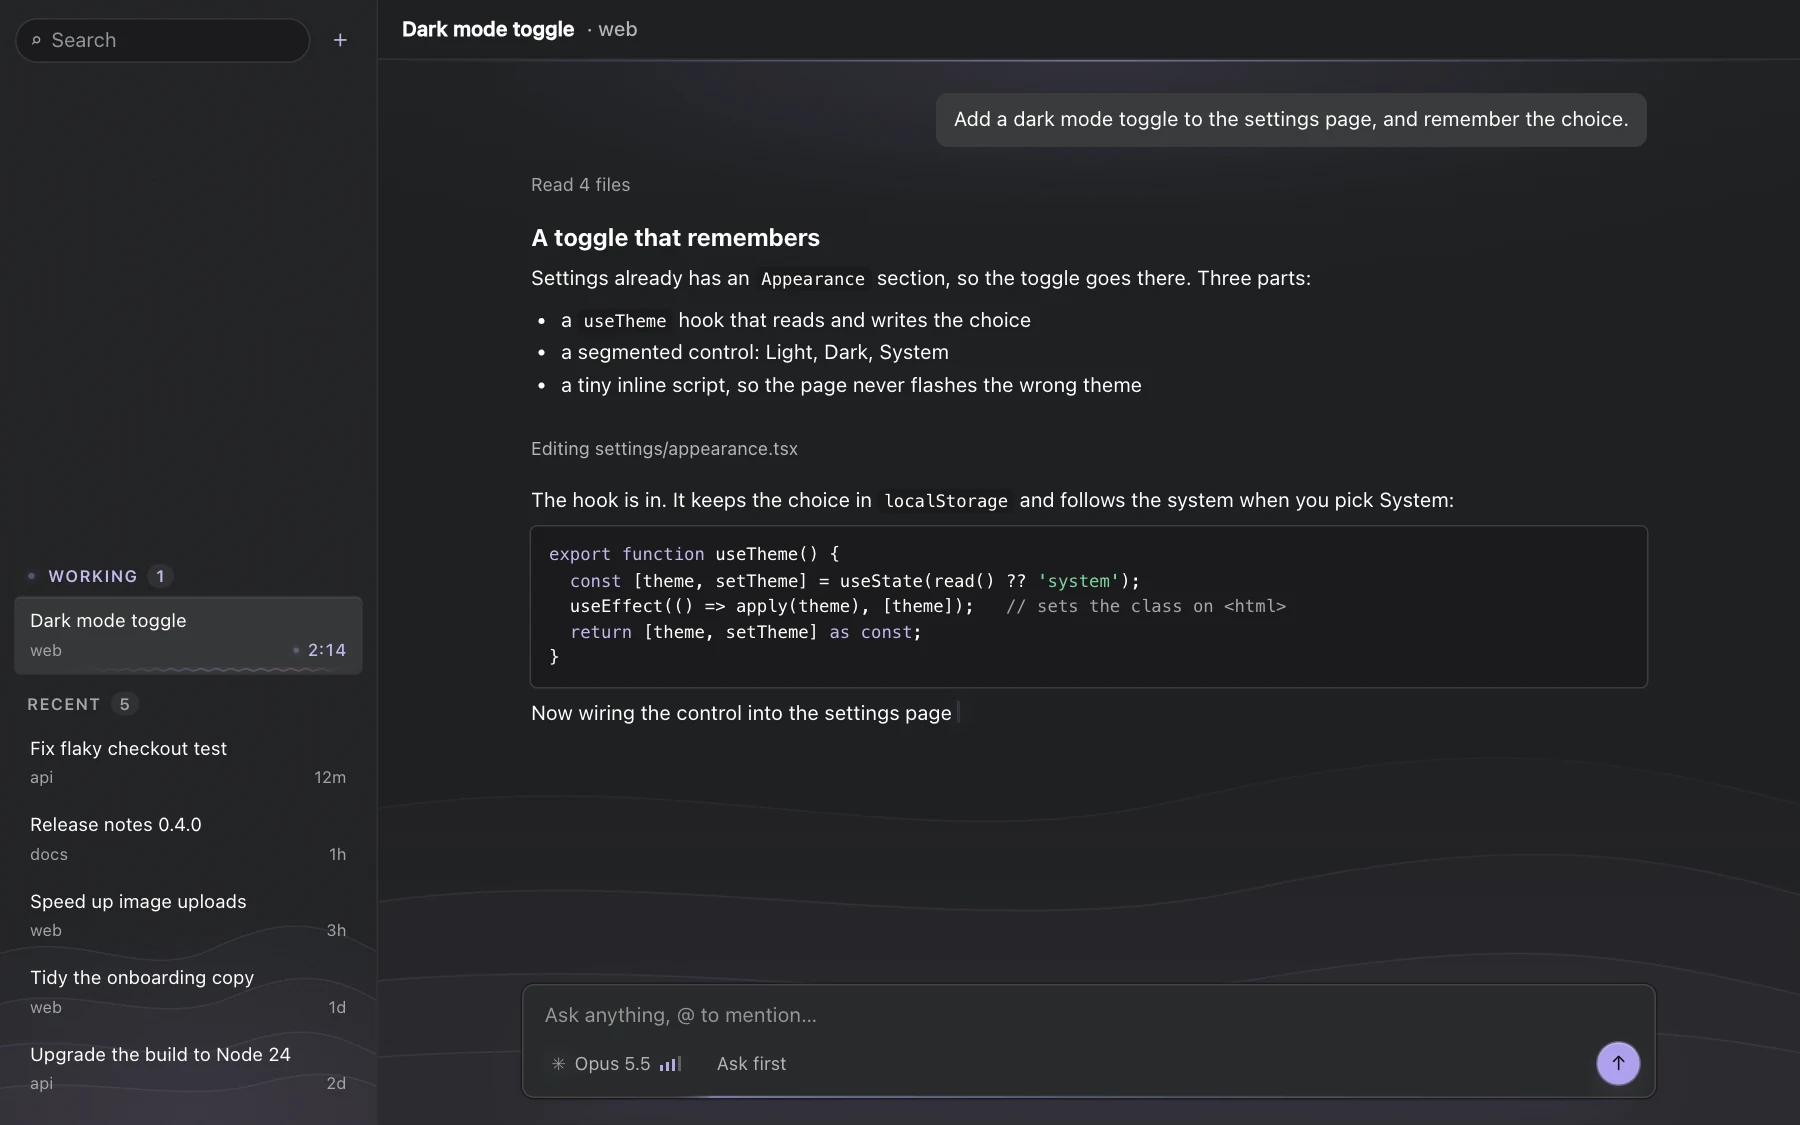 Search
+
WORKING 1
Dark mode toggle
web
2:14
RECENT 5
Fix flaky checkout test
api
12m
Release notes 0.4.0
docs
1h
Speed up image uploads
web
3h
Tidy the onboarding copy
web
1d
Upgrade the build to Node 24
api
2d
Dark mode toggle · web
Add a dark mode toggle to the settings page, and remember the choice.
Read 4 files
A toggle that remembers
Settings already has an Appearance section, so the toggle goes there. Three parts:
• a useTheme hook that reads and writes the choice
• a segmented control: Light, Dark, System
• a tiny inline script, so the page never flashes the wrong theme
Editing settings/appearance.tsx
The hook is in. It keeps the choice in localStorage and follows the system when you pick System:
export function useTheme() {
  const [theme, setTheme] = useState(read() ?? 'system');
  useEffect(() => apply(theme), [theme]);   // sets the class on <html>
  return [theme, setTheme] as const;
}
Now wiring the control into the settings page
Ask anything, @ to mention...
Opus 5.5
Ask first